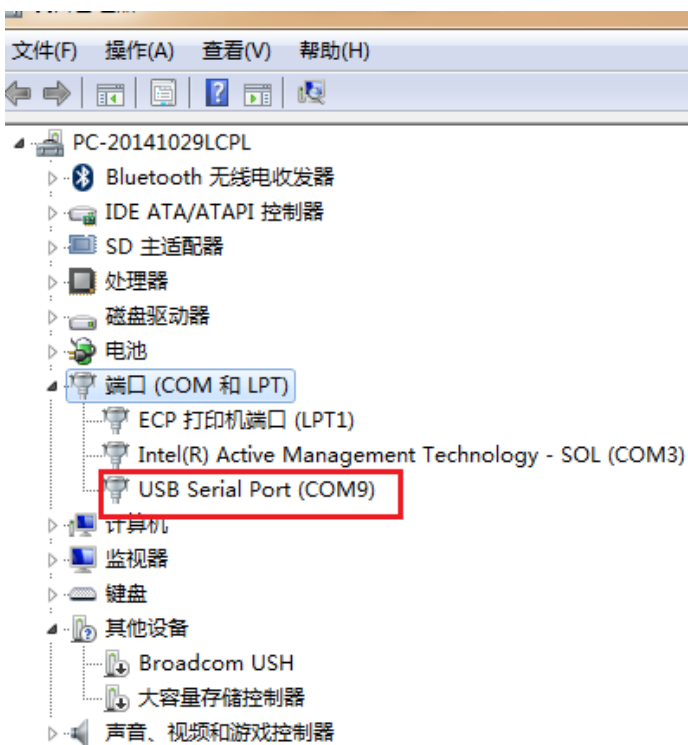 文件(F) 操作(A) 查看(V) 帮助(H)
PC-20141029LCPL
Bluetooth 无线电收发器
IDE ATA/ATAPI 控制器
SD 主适配器
处理器
磁盘驱动器
电池
端口 (COM 和 LPT)
ECP 打印机端口 (LPT1)
Intel(R) Active Management Technology - SOL (COM3)
USB Serial Port (COM9)
计算机
监视器
键盘
其他设备
Broadcom USH
大容量存储控制器
声音、视频和游戏控制器